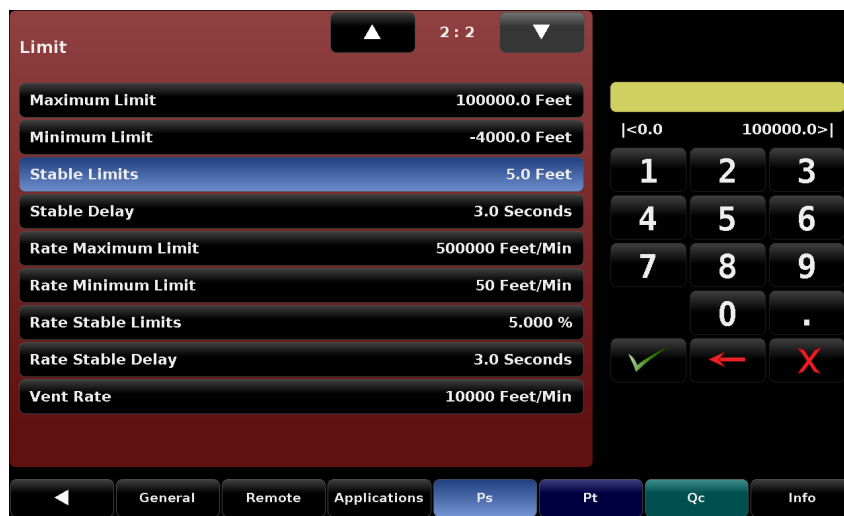 Limit
2 : 2
Maximum Limit 100000.0 Feet
Minimum Limit -4000.0 Feet
Stable Limits 5.0 Feet
Stable Delay 3.0 Seconds
Rate Maximum Limit 500000 Feet/Min
Rate Minimum Limit 50 Feet/Min
Rate Stable Limits 5.000 %
Rate Stable Delay 3.0 Seconds
Vent Rate 10000 Feet/Min
|<0.0 100000.0>|
1 2 3
4 5 6
7 8 9
0 .
X
General Remote Applications Ps Pt Qc Info